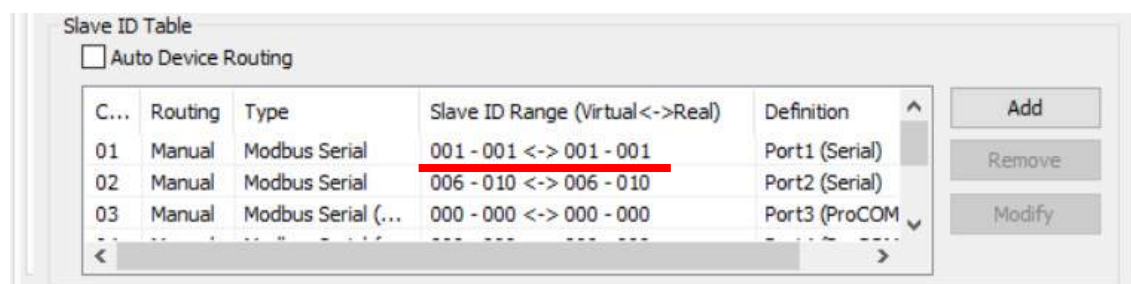 Slave ID Table
Auto Device Routing
C... Routing Type Slave ID Range (Virtual<->Real) Definition
01 Manual Modbus Serial 001 - 001 <-> 001 - 001 Port1 (Serial)
02 Manual Modbus Serial 006 - 010 <-> 006 - 010 Port2 (Serial)
03 Manual Modbus Serial (... 000 - 000 <-> 000 - 000 Port3 (ProCOM
Add
Remove
Modify